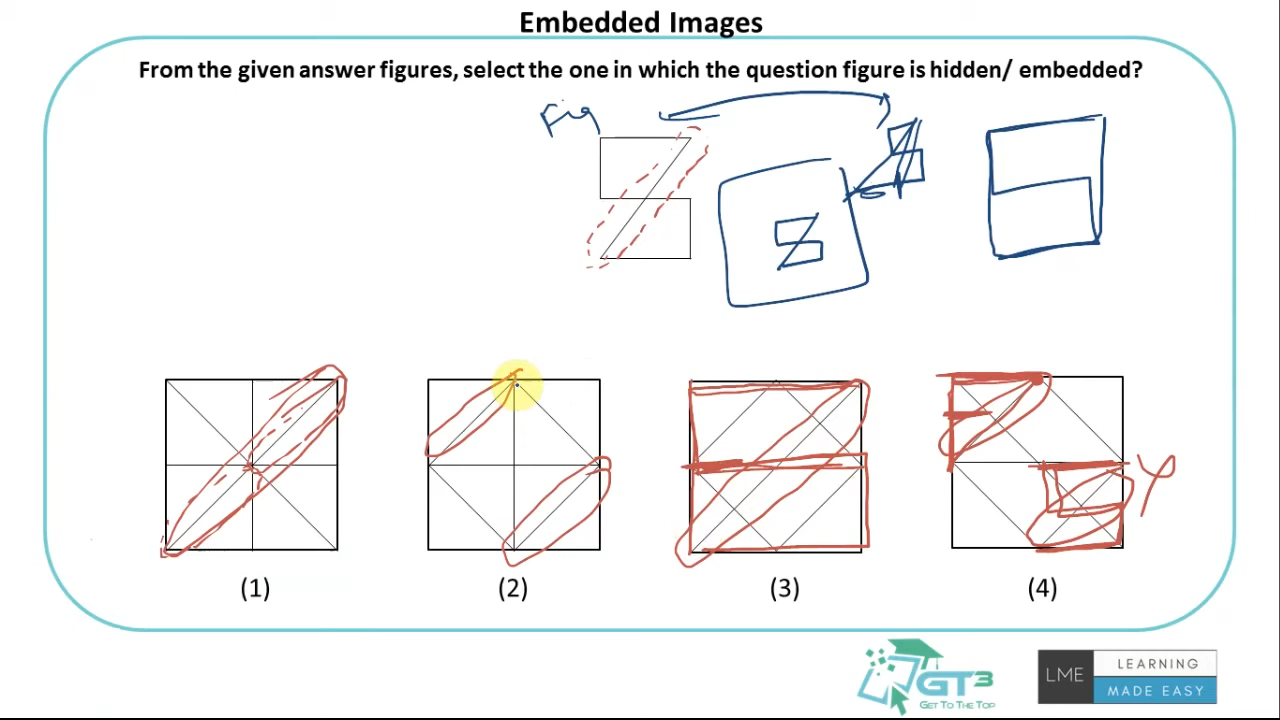 Embedded Images
From the given answer figures, select the one in which the question figure is hidden/ embedded?
Fig
(1)
(2)
(3)
(4)
GT3
GET TO THE TOP
LME
LEARNING
MADE EASY